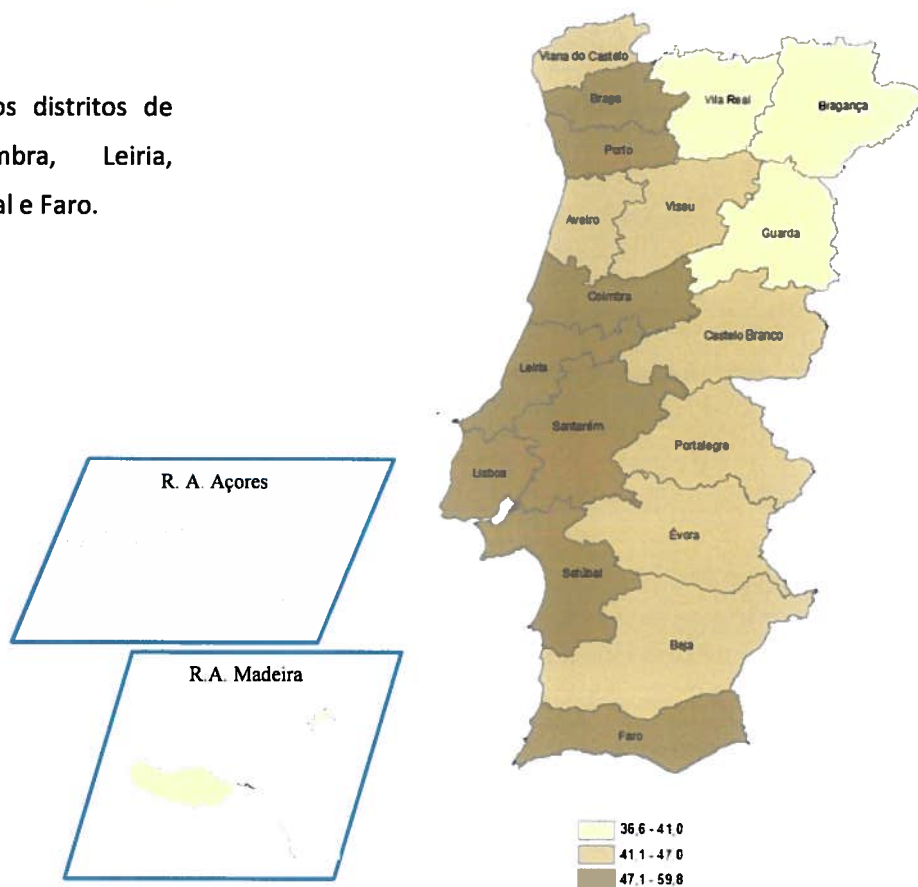 os distritos de
mbra, Leiria,
al e Faro.
Viana do Castelo
Braga
Vila Real
Bragança
Porto
Aveiro
Viseu
Guarda
Coimbra
Castelo Branco
Leiria
Santarém
Portalegre
Lisboa
R. A. Açores
Évora
Setúbal
Beja
R.A. Madeira
Faro
36,6 - 41,0
41,1 - 47,0
47,1 - 59,8